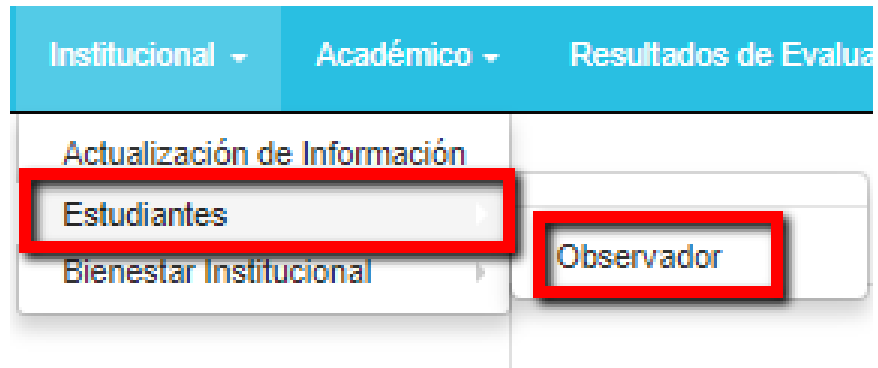 Institucional Académico Resultados de Evalua
Actualización de Información
Estudiantes
Observador
Bienestar Institucional